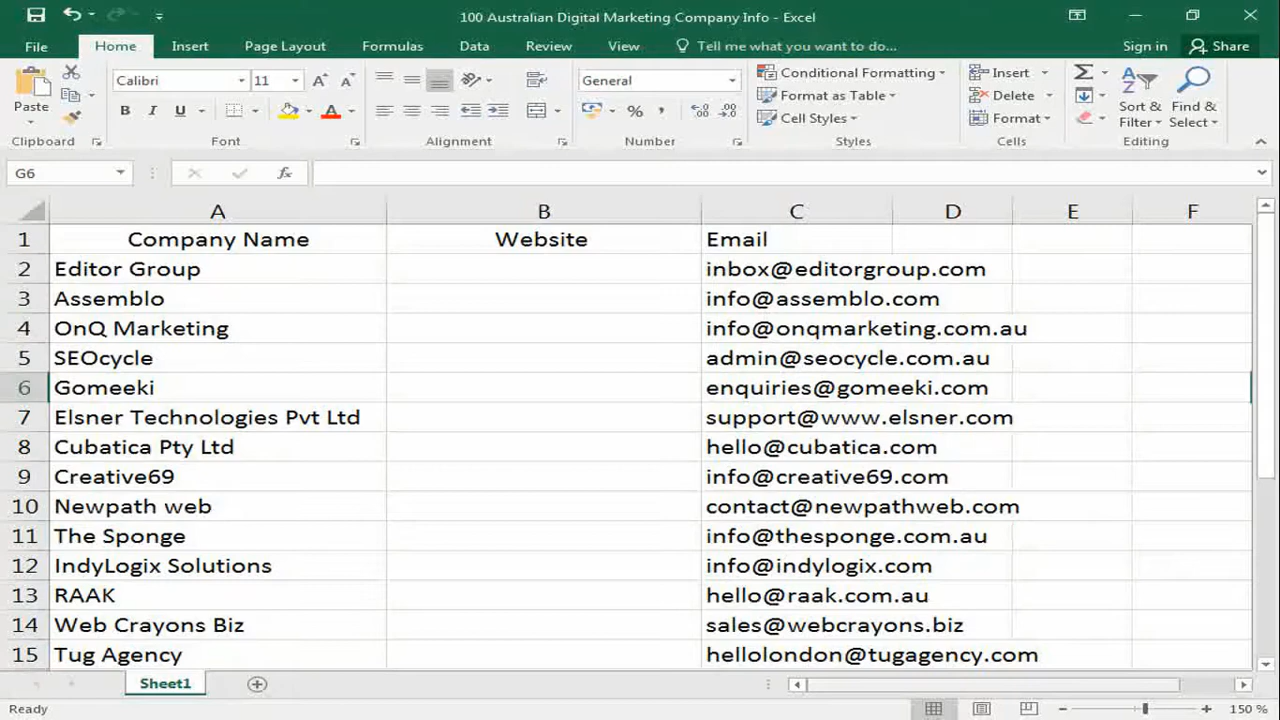 100 Australian Digital Marketing Company Info - Excel
File Home Insert Page Layout Formulas Data Review View Tell me what you want to do... Sign in Share
Paste
Calibri 11
B I U A
General
%
Conditional Formatting
Format as Table
Cell Styles
Insert
Delete
Format
Sort & Filter
Find & Select
Clipboard Font Alignment Number Styles Cells Editing
G6 fx
A B C D E F
1 Company Name Website Email
2 Editor Group inbox@editorgroup.com
3 Assemblo info@assemblo.com
4 OnQ Marketing info@onqmarketing.com.au
5 SEOcycle admin@seocycle.com.au
6 Gomeeki enquiries@gomeeki.com
7 Elsner Technologies Pvt Ltd support@www.elsner.com
8 Cubatica Pty Ltd hello@cubatica.com
9 Creative69 info@creative69.com
10 Newpath web contact@newpathweb.com
11 The Sponge info@thesponge.com.au
12 IndyLogix Solutions info@indylogix.com
13 RAAK hello@raak.com.au
14 Web Crayons Biz sales@webcrayons.biz
15 Tug Agency hellolondon@tugagency.com
Sheet1
Ready 150 %